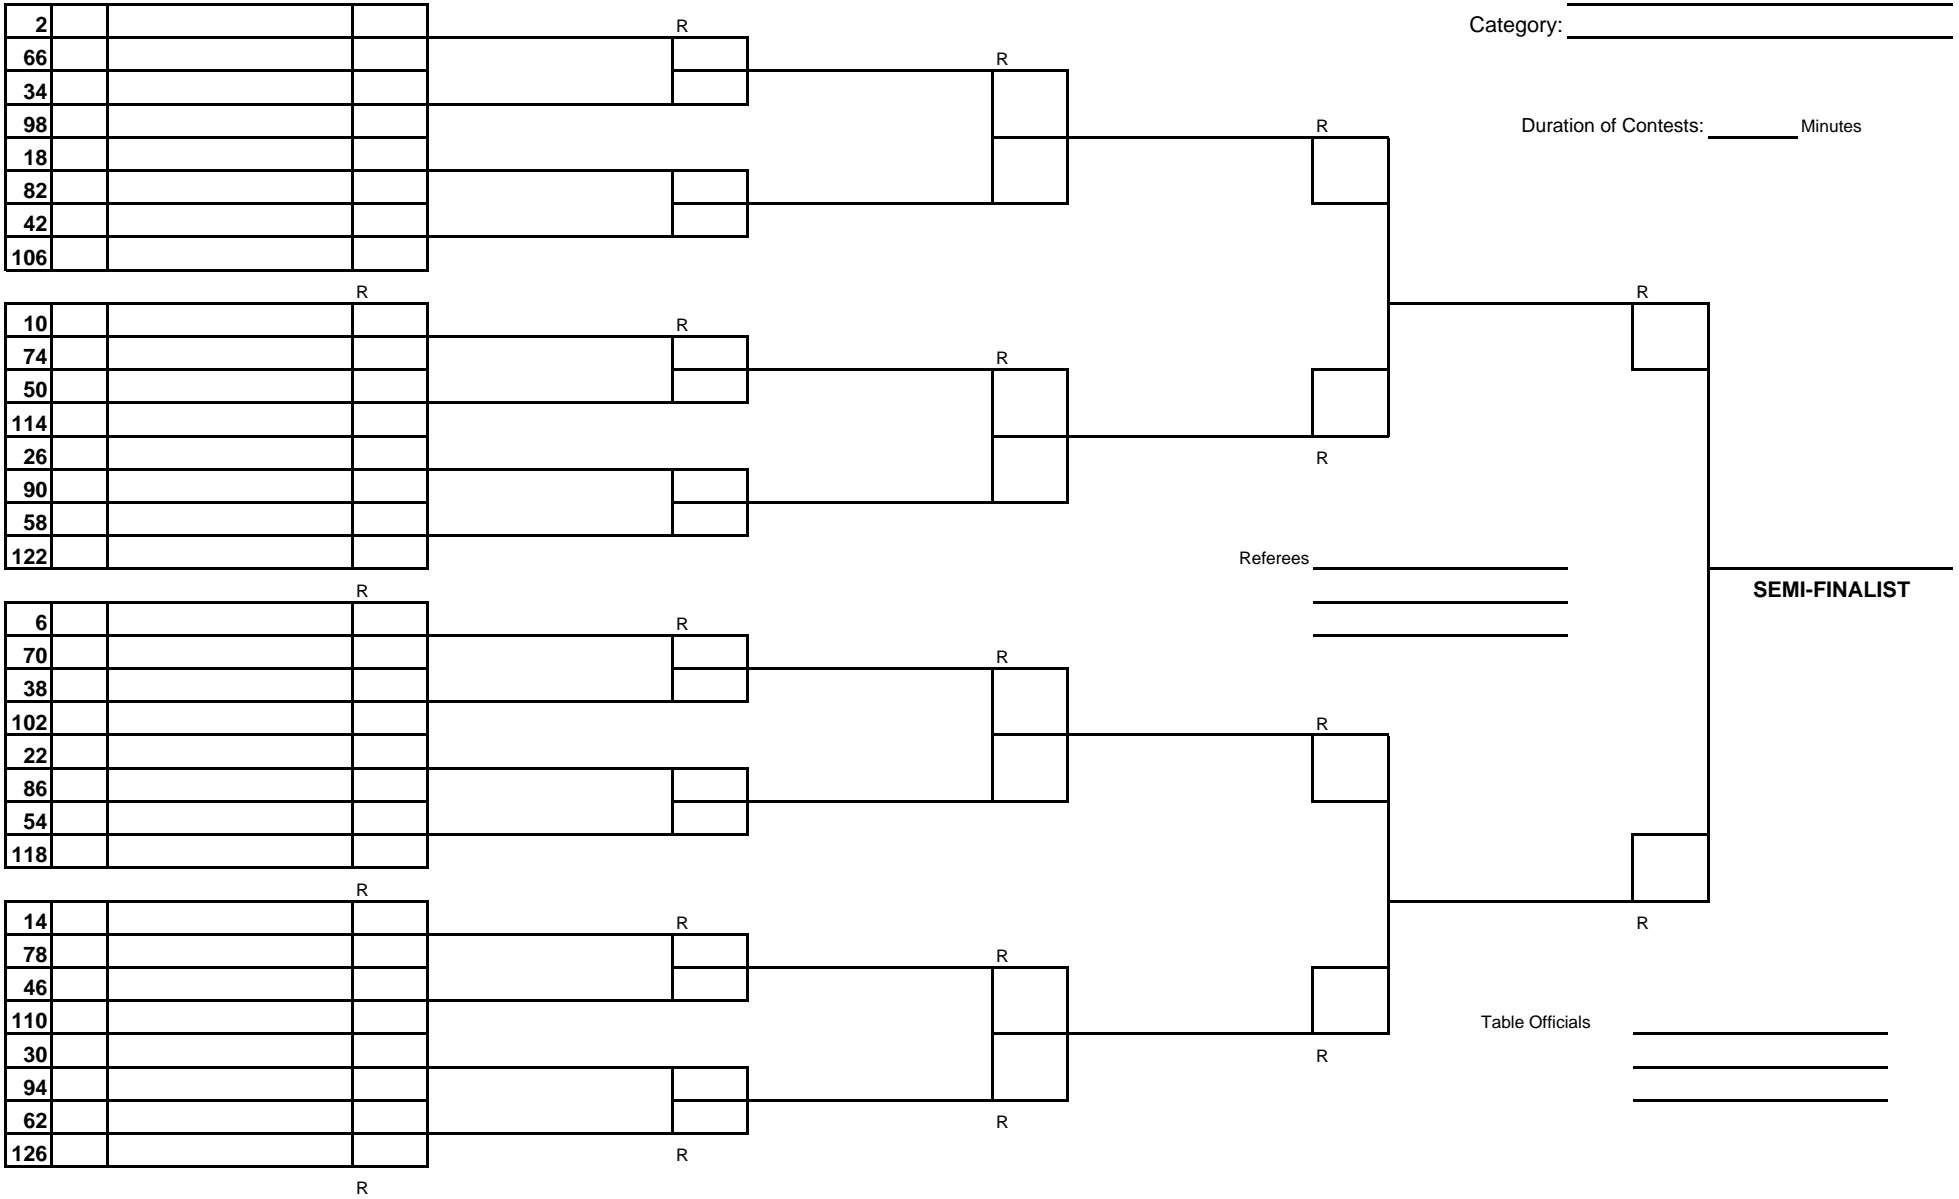 2 R Category:
66 R
34
98 R Duration of Contests: Minutes
18
82
42
106
R R
10 R
74 R
50
114
26 R
90
58
122 Referees
R SEMI-FINALIST
6 R
70 R
38
102 R
22
86
54
118
R
14 R R
78 R
46
110 Table Officials
30 R
94
62 R
126 R
R